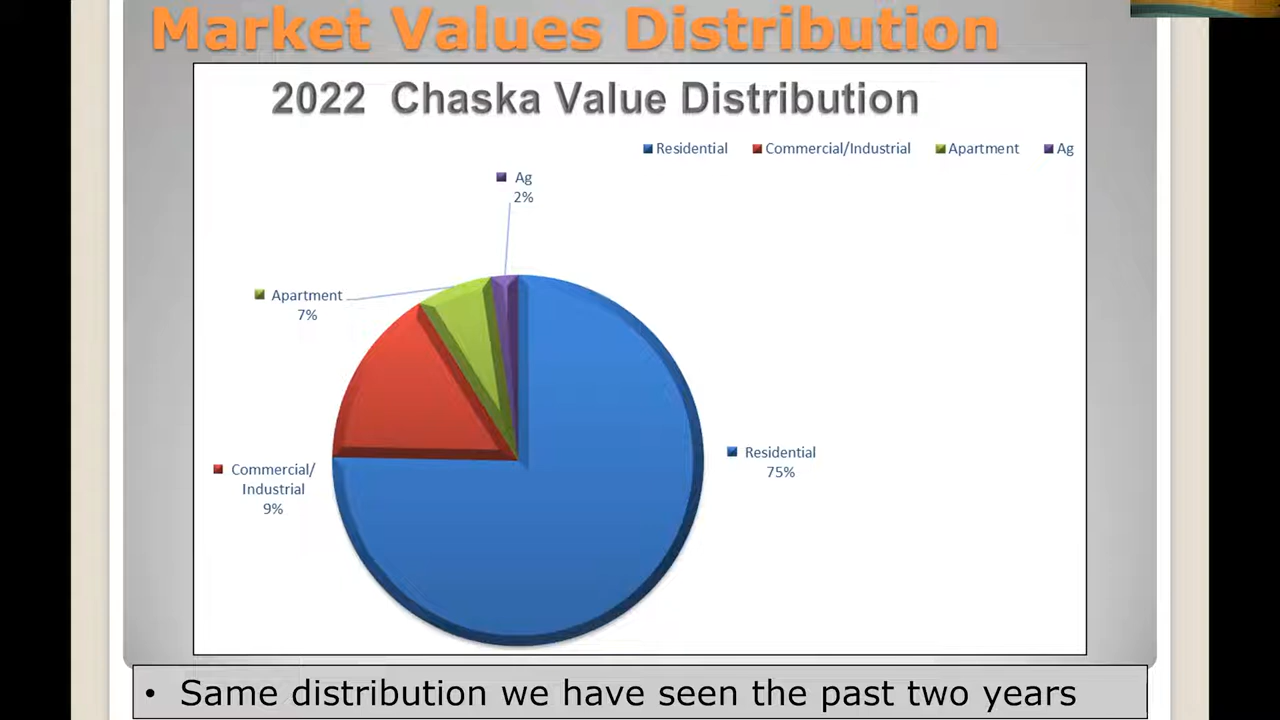 Market Values Distribution
2022 Chaska Value Distribution
Residential Commercial/Industrial Apartment Ag
Ag
2%
Apartment
7%
Residential
75%
Commercial/
Industrial
9%
• Same distribution we have seen the past two years